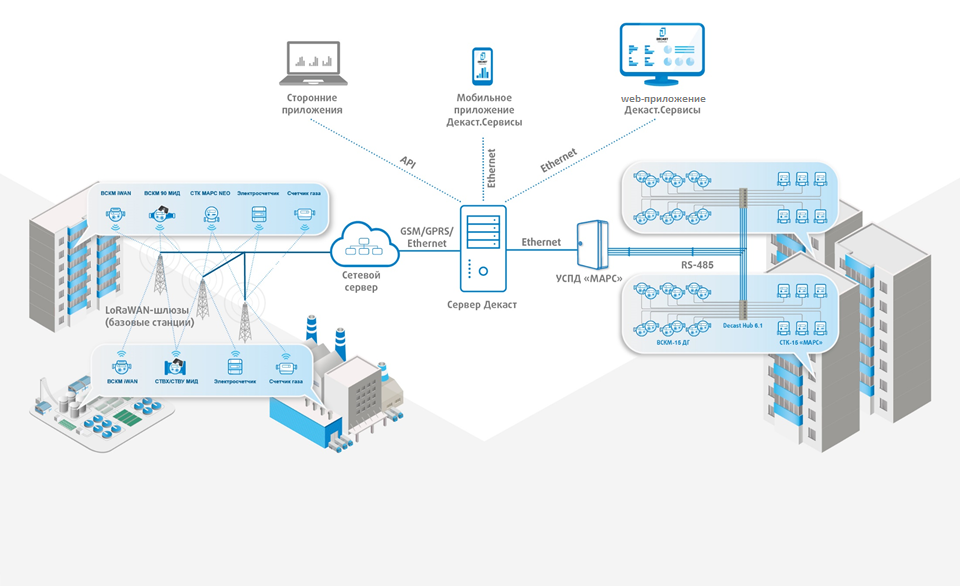 Сторонние
приложения
Мобильное
приложение
Декаст.Сервисы
web-приложение
Декаст.Сервисы
API
Ethernet
Ethernet
ВСКМ iWAN
ВСКМ 90 МИД
СТК МАРС NEO
Электросчетчик
Счетчик газа
GSM/GPRS/
Ethernet
Ethernet
УСПД «МАРС»
RS-485
Сетевой
сервер
Сервер Декаст
LoRaWAN-шлюзы
(базовые станции)
Decast Hub 6.1
ВСКМ-15 ДГ
СТК-15 «МАРС»
ВСКМ iWAN
СТВХ/СТВУ МИД
Электросчетчик
Счетчик газа